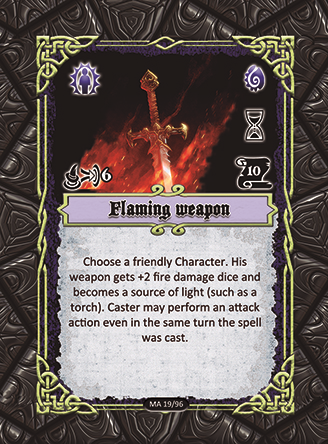 6
10
Flaming weapon
Choose a friendly Character. His
weapon gets +2 fire damage dice and
becomes a source of light (such as a
torch). Caster may perform an attack
action even in the same turn the spell
was cast.
MA 19/96